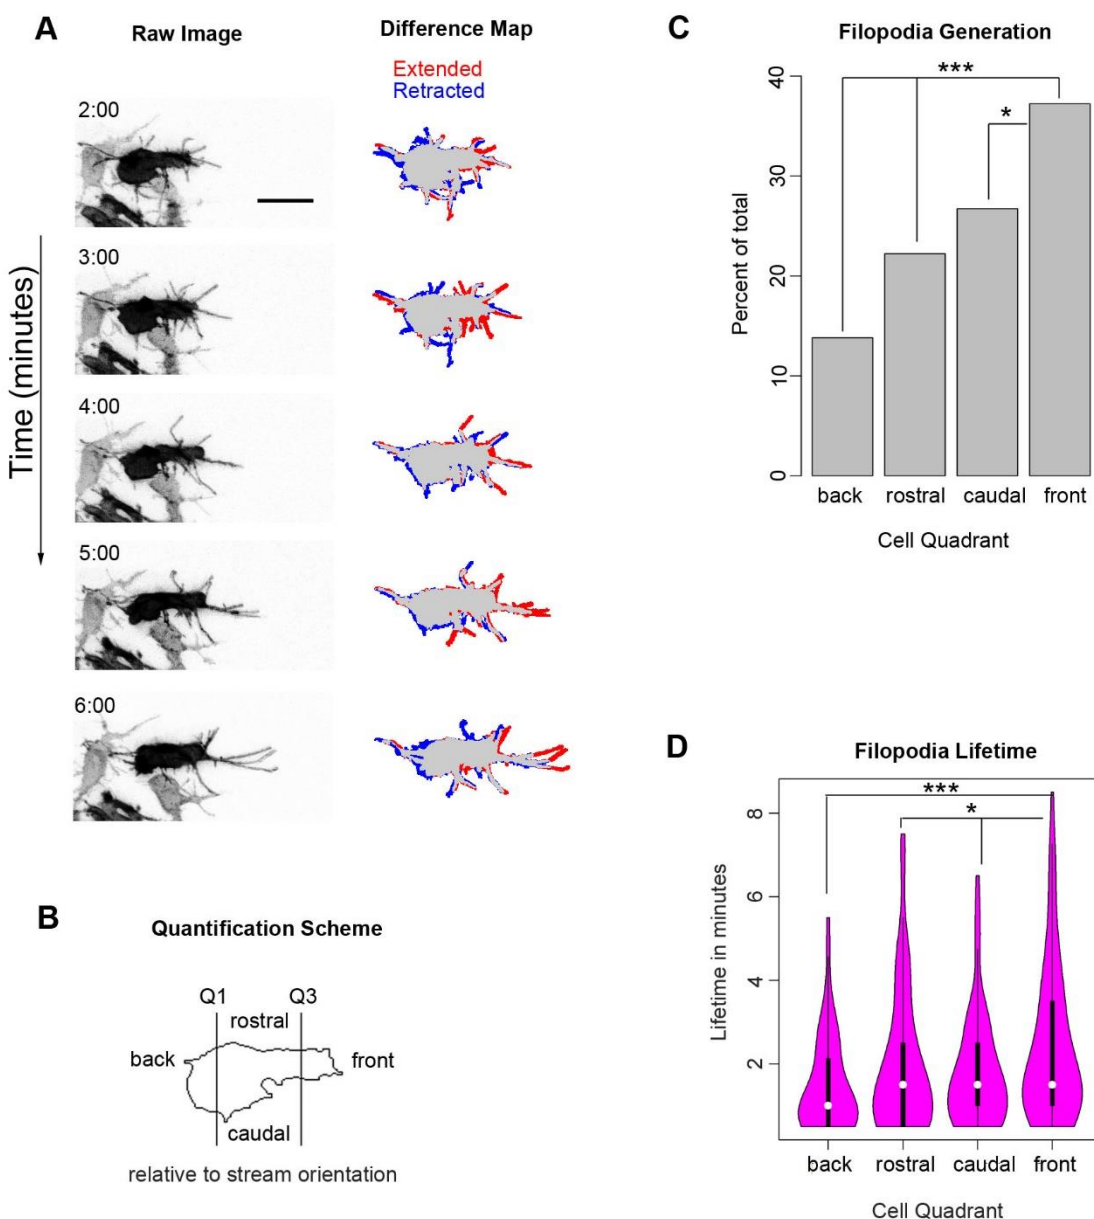 A
Raw Image
Difference Map
Extended
Retracted
2:00
3:00
4:00
5:00
6:00
Time (minutes)
B
Quantification Scheme
Q1
Q3
rostral
back
front
caudal
relative to stream orientation
C
Filopodia Generation
***
*
40
30
20
10
0
Percent of total
back rostral caudal front
Cell Quadrant
D
Filopodia Lifetime
***
*
8
6
4
2
Lifetime in minutes
back rostral caudal front
Cell Quadrant